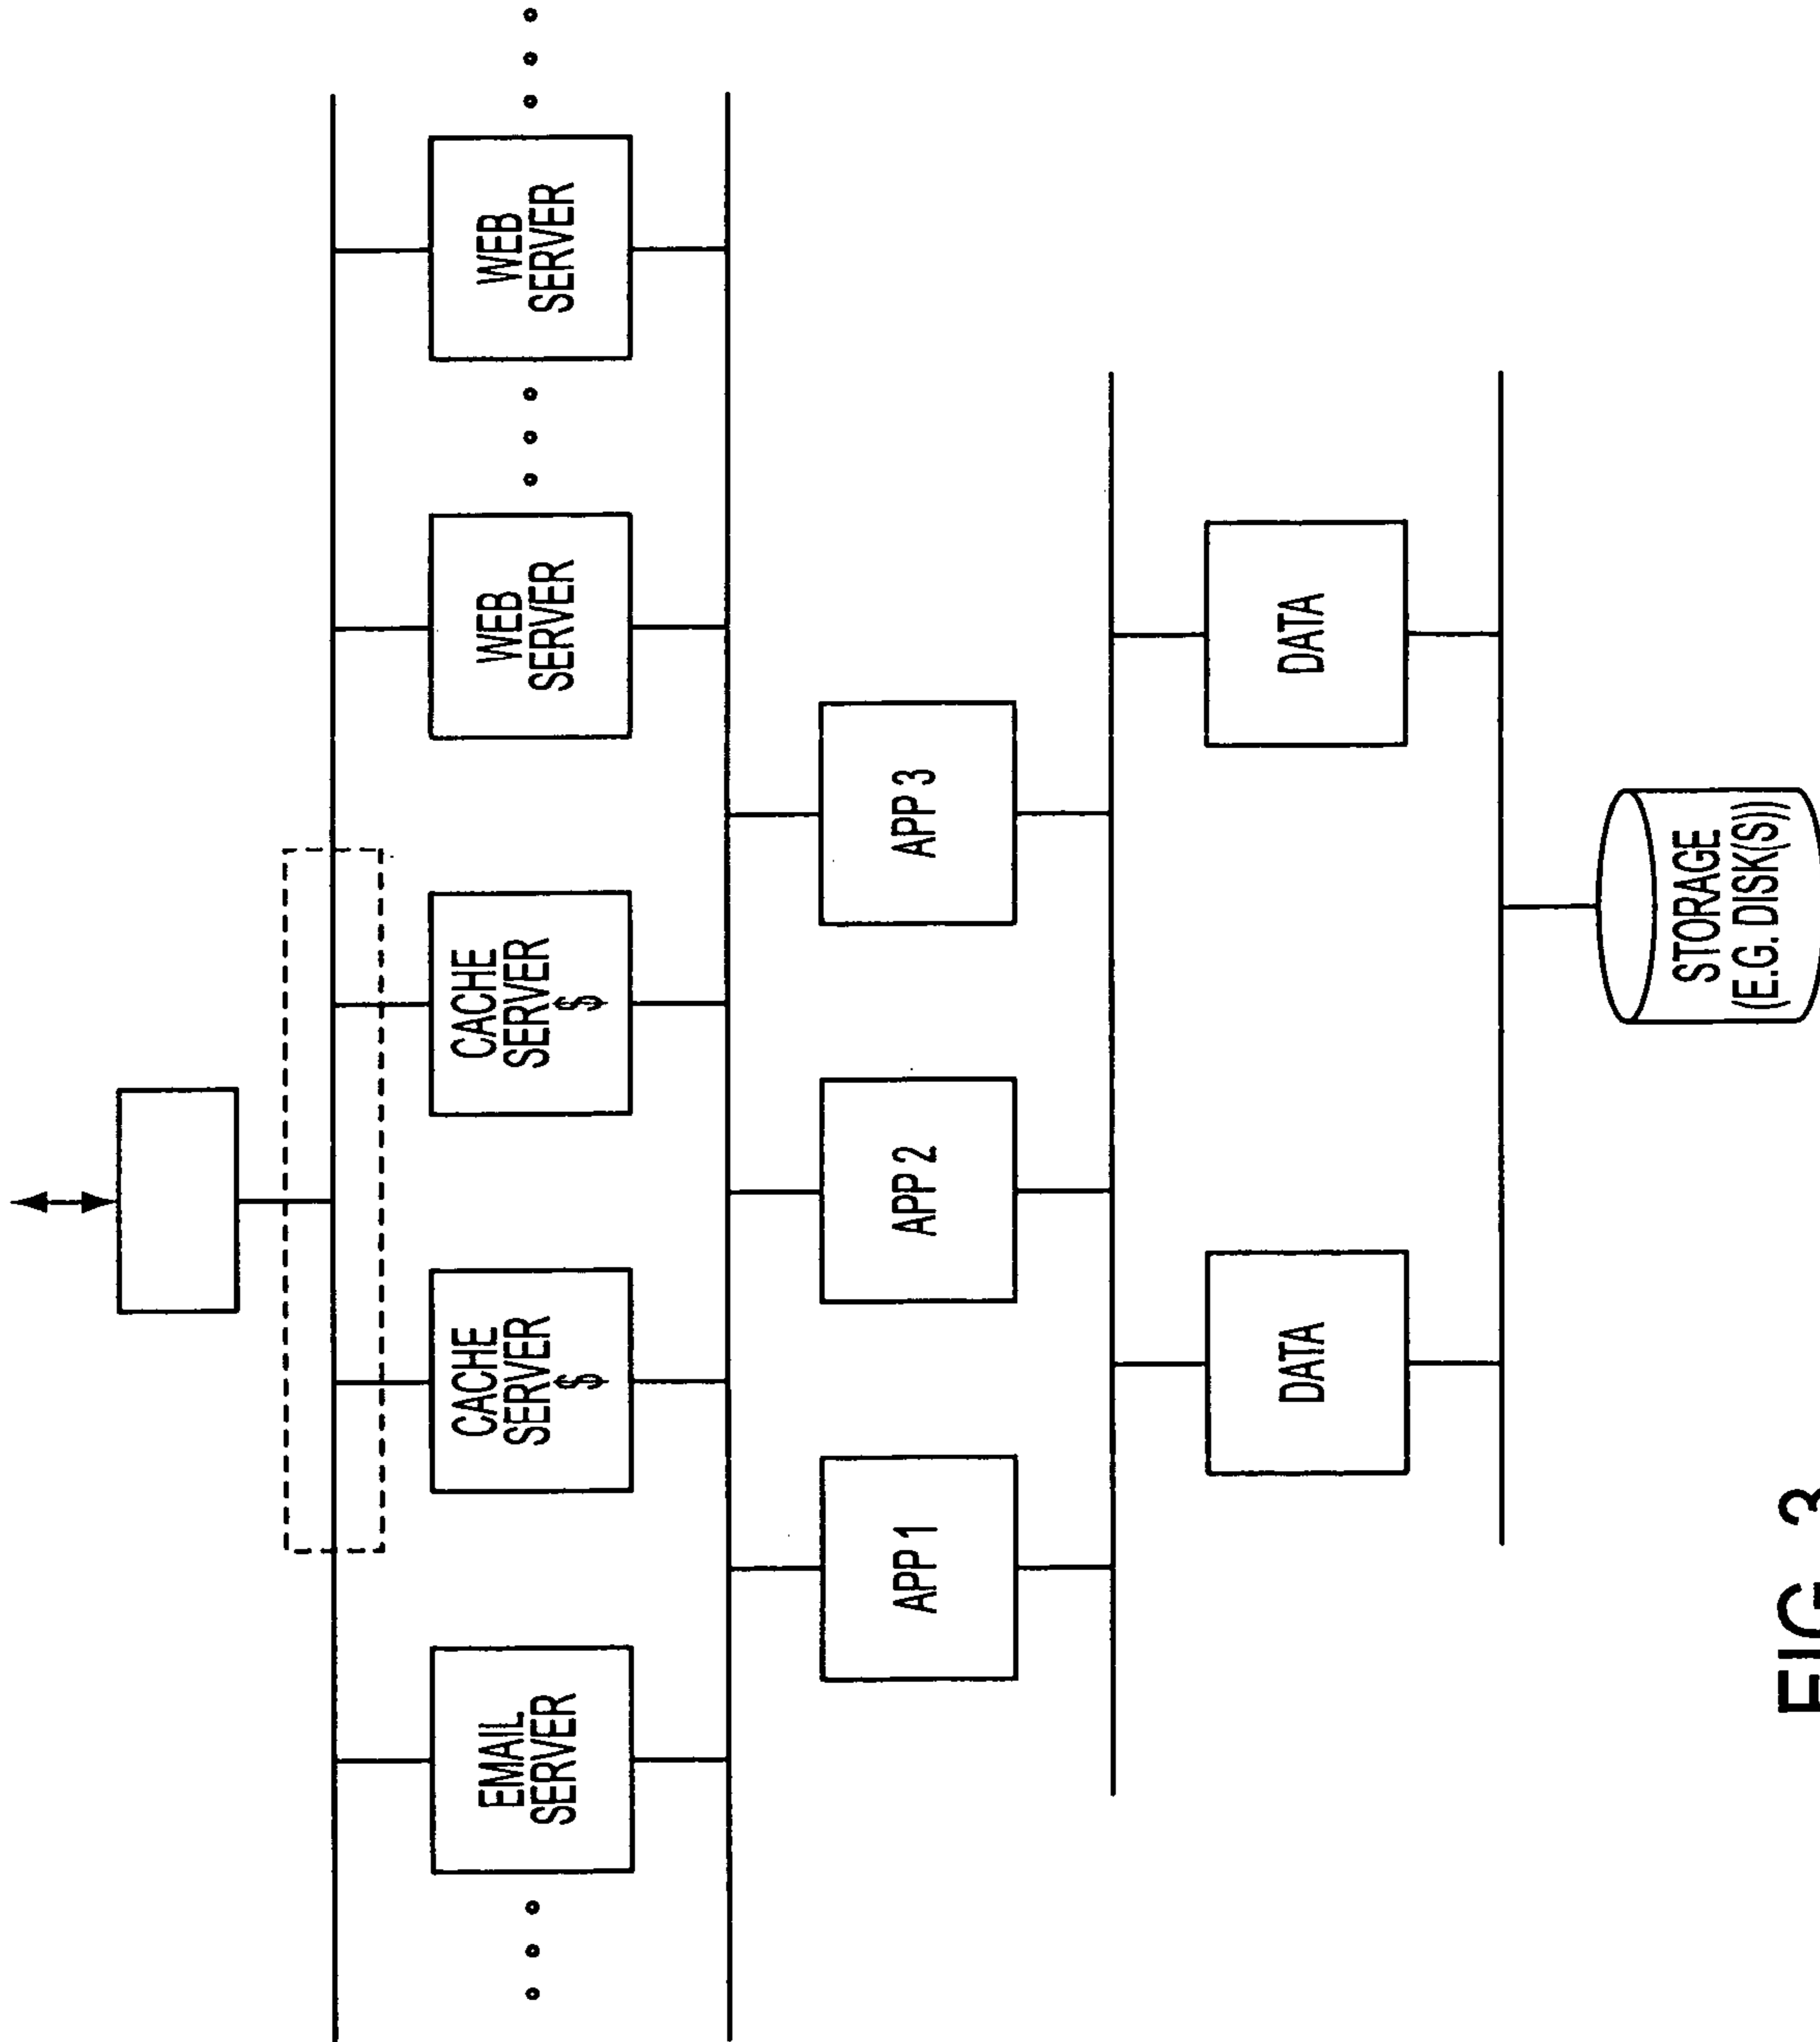 EMAIL
SERVER
CACHE
SERVER
$
CACHE
SERVER
$
WEB
SERVER
WEB
SERVER
APP 1
APP 2
APP 3
DATA
DATA
STORAGE
(E.G. DISK(S))
FIG. 3